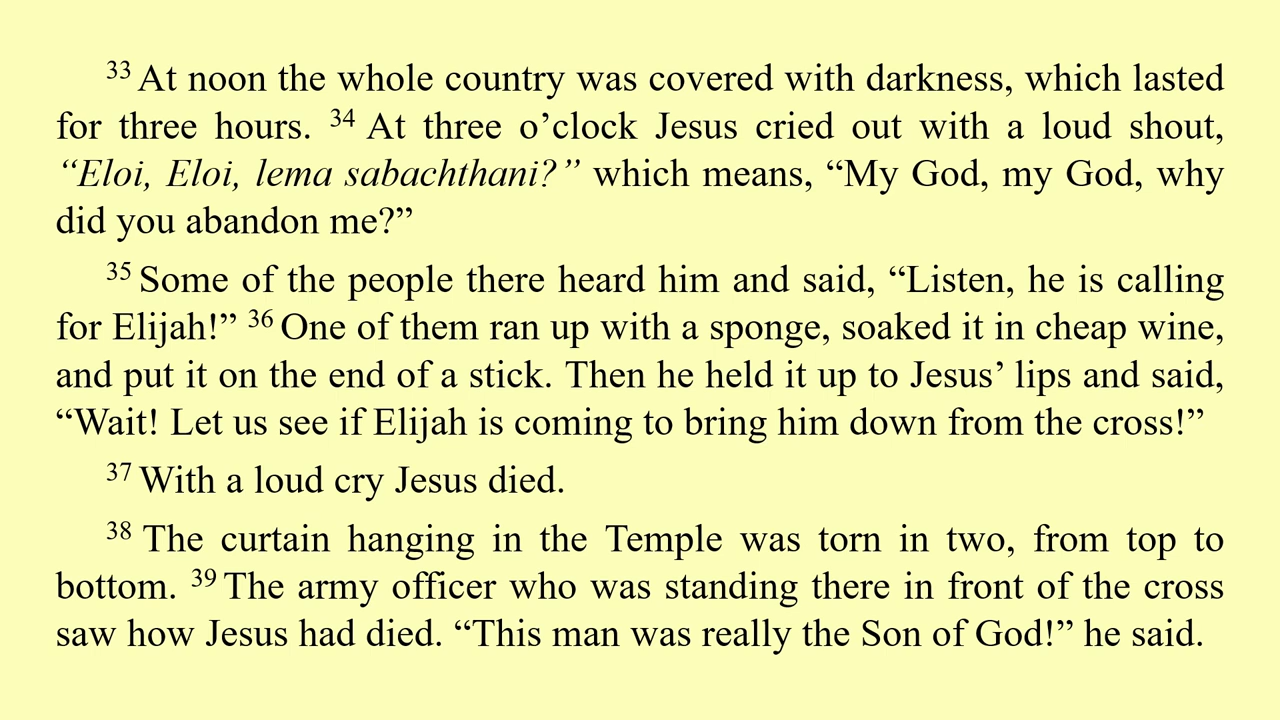 ³³ At noon the whole country was covered with darkness, which lasted
for three hours. ³⁴ At three o’clock Jesus cried out with a loud shout,
“Eloi, Eloi, lema sabachthani?” which means, “My God, my God, why
did you abandon me?”
³⁵ Some of the people there heard him and said, “Listen, he is calling
for Elijah!” ³⁶ One of them ran up with a sponge, soaked it in cheap wine,
and put it on the end of a stick. Then he held it up to Jesus’ lips and said,
“Wait! Let us see if Elijah is coming to bring him down from the cross!”
³⁷ With a loud cry Jesus died.
³⁸ The curtain hanging in the Temple was torn in two, from top to
bottom. ³⁹ The army officer who was standing there in front of the cross
saw how Jesus had died. “This man was really the Son of God!” he said.